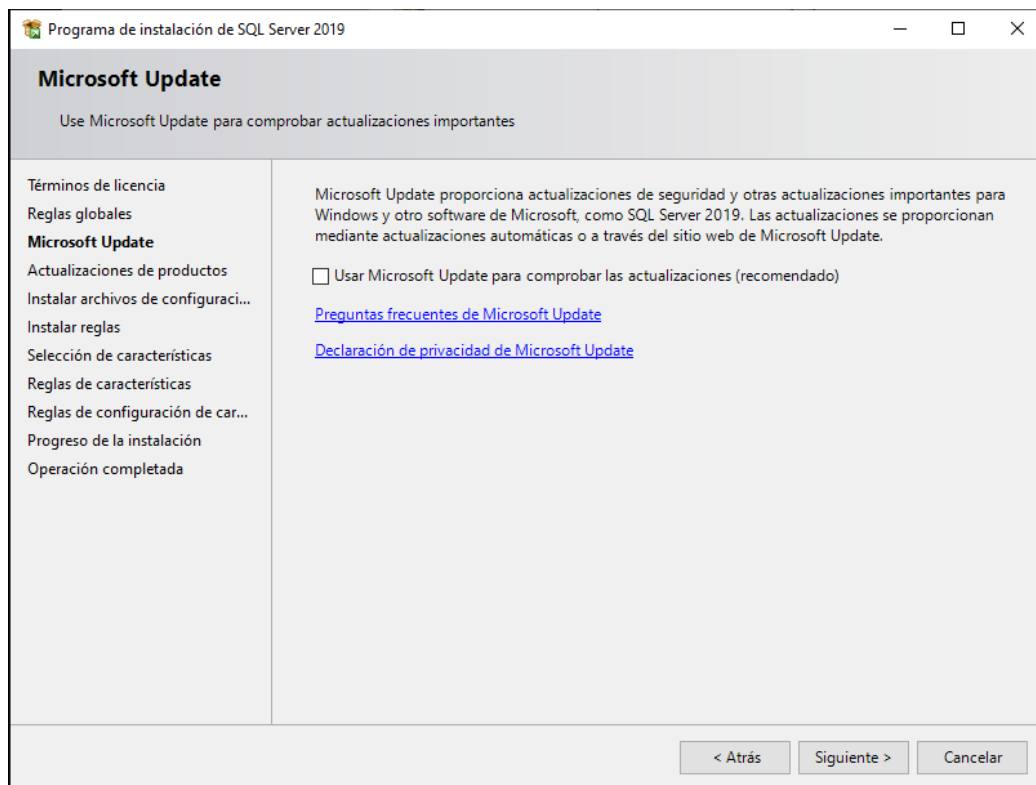 Programa de instalación de SQL Server 2019
Microsoft Update
Use Microsoft Update para comprobar actualizaciones importantes
Términos de licencia
Reglas globales
Microsoft Update
Actualizaciones de productos
Instalar archivos de configuraci...
Instalar reglas
Selección de características
Reglas de características
Reglas de configuración de car...
Progreso de la instalación
Operación completada
Microsoft Update proporciona actualizaciones de seguridad y otras actualizaciones importantes para
Windows y otro software de Microsoft, como SQL Server 2019. Las actualizaciones se proporcionan
mediante actualizaciones automáticas o a través del sitio web de Microsoft Update.
Usar Microsoft Update para comprobar las actualizaciones (recomendado)
Preguntas frecuentes de Microsoft Update
Declaración de privacidad de Microsoft Update
< Atrás
Siguiente >
Cancelar